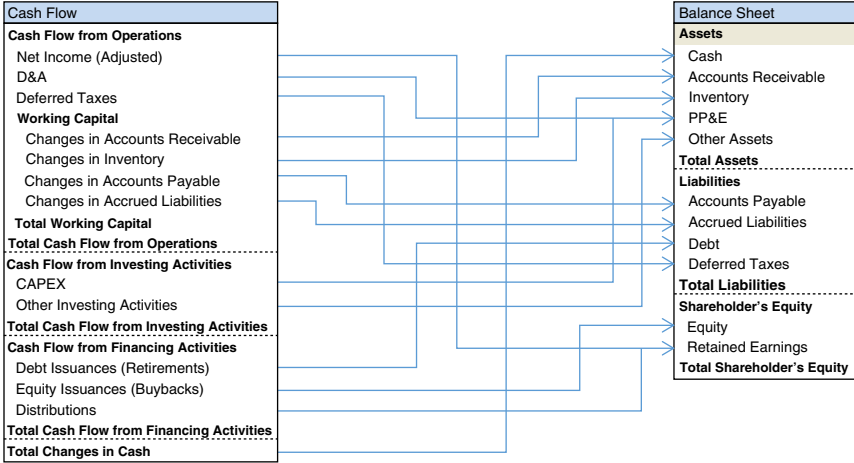 Cash Flow
Cash Flow from Operations
Net Income (Adjusted)
D&A
Deferred Taxes
Working Capital
Changes in Accounts Receivable
Changes in Inventory
Changes in Accounts Payable
Changes in Accrued Liabilities
Total Working Capital
Total Cash Flow from Operations
Cash Flow from Investing Activities
CAPEX
Other Investing Activities
Total Cash Flow from Investing Activities
Cash Flow from Financing Activities
Debt Issuances (Retirements)
Equity Issuances (Buybacks)
Distributions
Total Cash Flow from Financing Activities
Total Changes in Cash
Balance Sheet
Assets
Cash
Accounts Receivable
Inventory
PP&E
Other Assets
Total Assets
Liabilities
Accounts Payable
Accrued Liabilities
Debt
Deferred Taxes
Total Liabilities
Shareholder’s Equity
Equity
Retained Earnings
Total Shareholder’s Equity